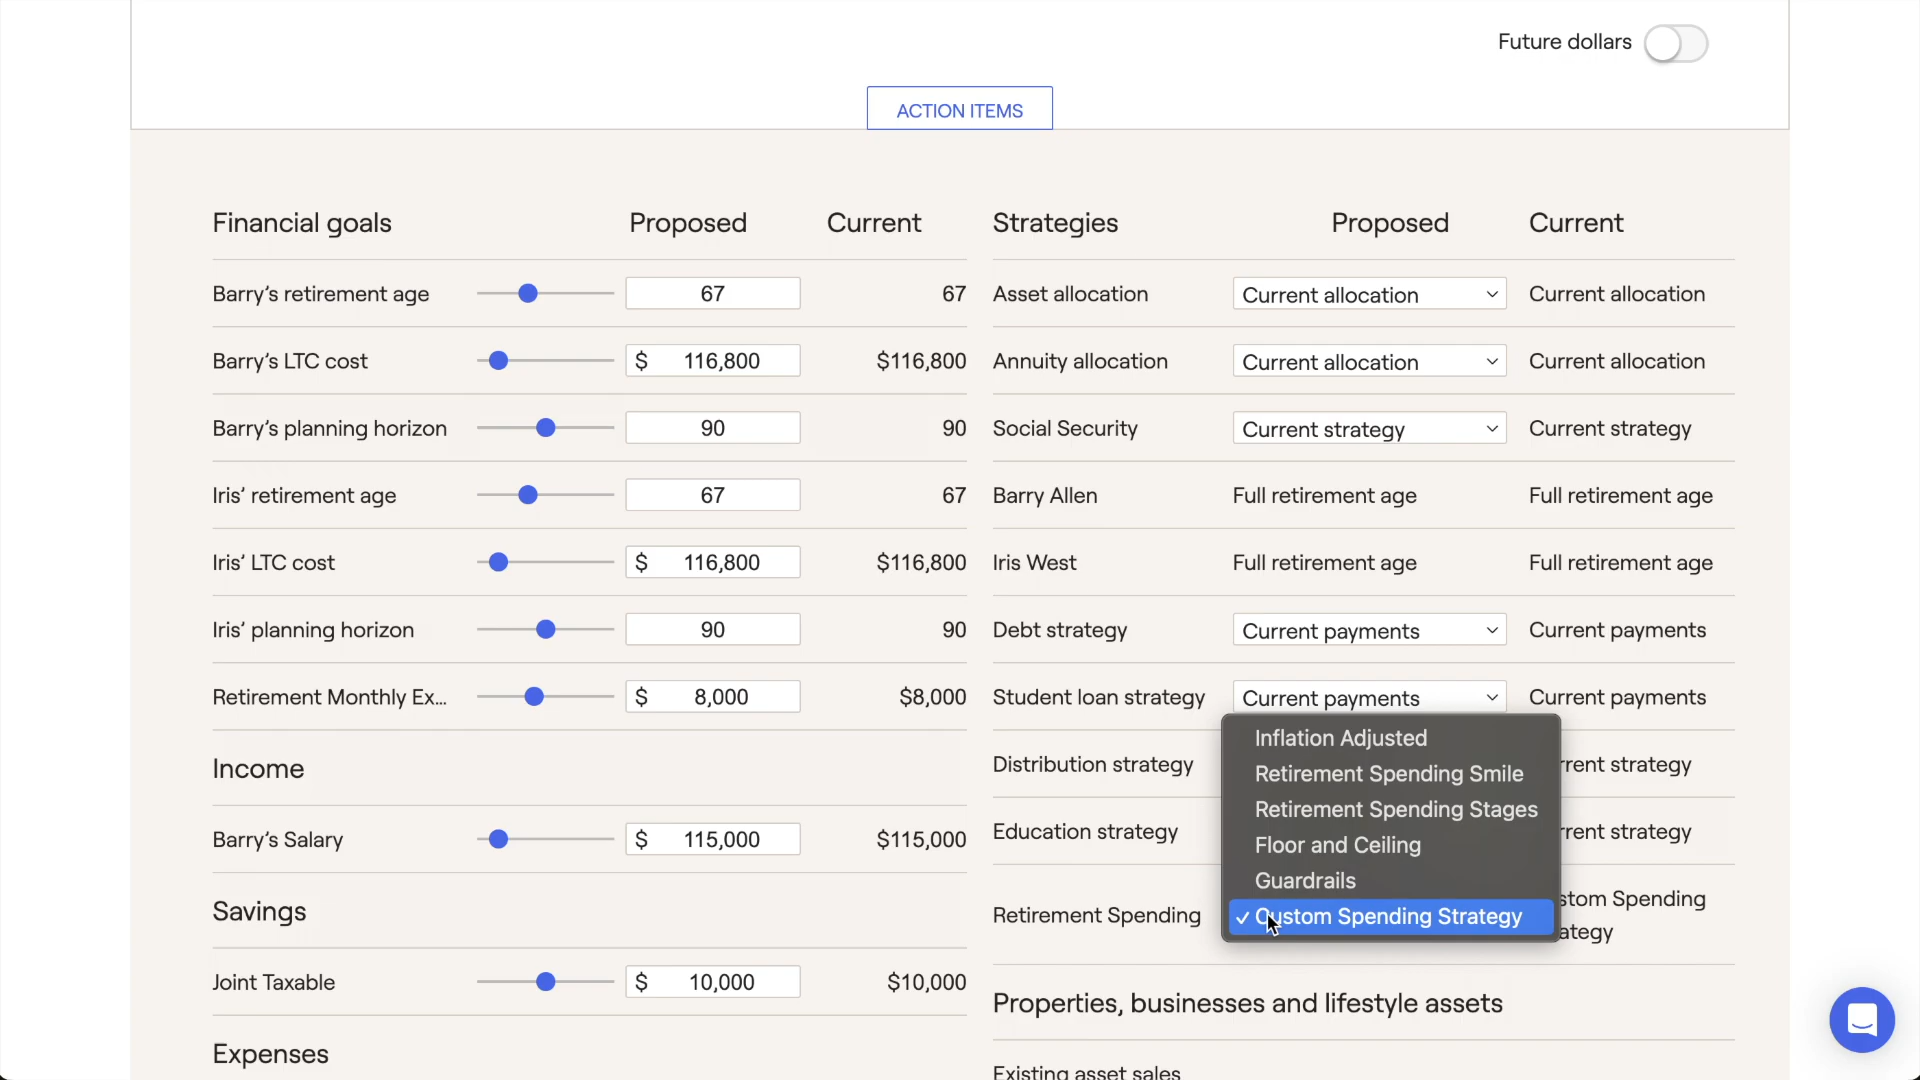 Future dollars
ACTION ITEMS
Financial goals Proposed Current
Barry's retirement age 67 67
Barry's LTC cost $ 116,800 $116,800
Barry's planning horizon 90 90
Iris' retirement age 67 67
Iris' LTC cost $ 116,800 $116,800
Iris' planning horizon 90 90
Retirement Monthly Ex... $ 8,000 $8,000
Income
Barry's Salary $ 115,000 $115,000
Savings
Joint Taxable $ 10,000 $10,000
Expenses
Strategies Proposed Current
Asset allocation Current allocation Current allocation
Annuity allocation Current allocation Current allocation
Social Security Current strategy Current strategy
Barry Allen Full retirement age Full retirement age
Iris West Full retirement age Full retirement age
Debt strategy Current payments Current payments
Student loan strategy Current payments Current payments
Distribution strategy rrent strategy
Education strategy rrent strategy
Retirement Spending stom Spending
ategy
Inflation Adjusted
Retirement Spending Smile
Retirement Spending Stages
Floor and Ceiling
Guardrails
✓ Custom Spending Strategy
Properties, businesses and lifestyle assets
Existing asset sales